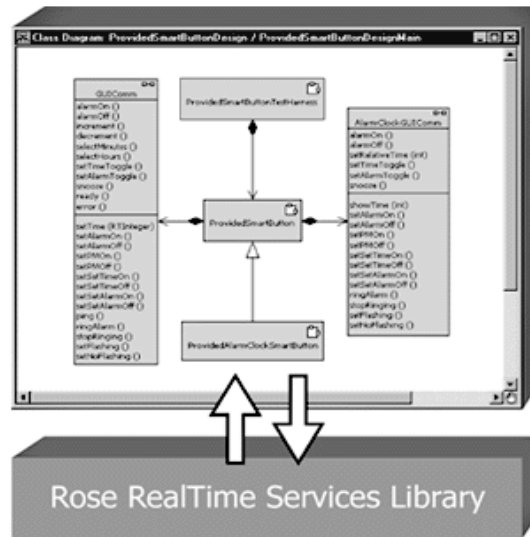 Class Diagram: ProvidedSmartButtonDesign / ProvidedSmartButtonDesignMain
GUIComm
alarmOn ()
alarmOff ()
increment ()
decrement ()
selectMinutes ()
selectHours ()
setTimeToggle ()
setAlarmToggle ()
snooze ()
ready ()
error ()
setTime (RTInteger)
setAlarmOn ()
setAlarmOff ()
setPMOn ()
setPMOff ()
setSetTimeOn ()
setSetTimeOff ()
setSetAlarmOn ()
setSetAlarmOff ()
ping ()
ringAlarm ()
stopRinging ()
setFlashing ()
setNoFlashing ()
ProvidedSmartButtonTestHarness
ProvidedSmartButton
ProvidedAlarmClockSmartButton
AlarmClockGUIComm
alarmOn ()
alarmOff ()
setRelativeTime (int)
setTimeToggle ()
setAlarmToggle ()
snooze ()
showTime (int)
setAlarmOn ()
setAlarmOff ()
setPMOn ()
setPMOff ()
setSetTimeOn ()
setSetTimeOff ()
setSetAlarmOn ()
setSetAlarmOff ()
ringAlarm ()
stopRinging ()
setFlashing ()
setNoFlashing ()
Rose RealTime Services Library